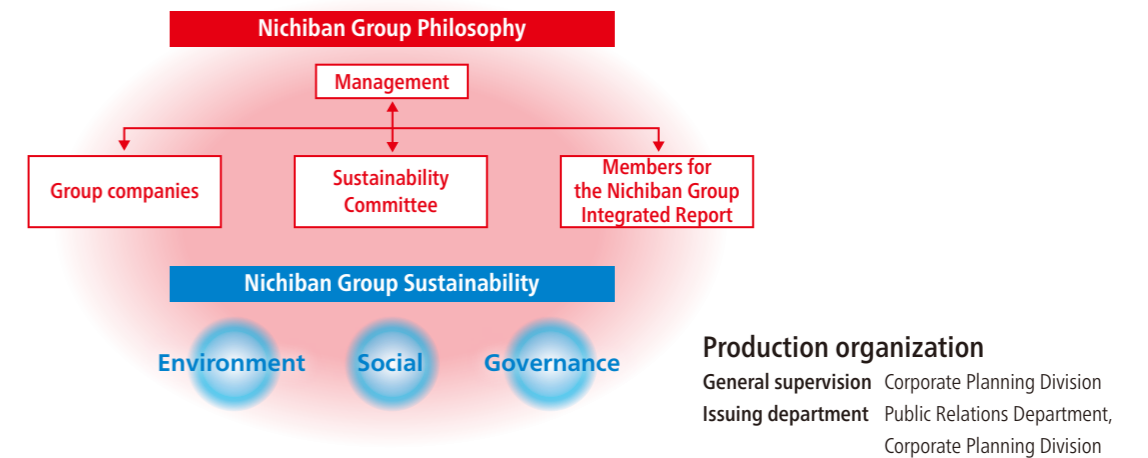 Nichiban Group Philosophy
Management
Group companies
Sustainability
Committee
Members for
the Nichiban Group
Integrated Report
Nichiban Group Sustainability
Environment
Social
Governance
Production organization
General supervision Corporate Planning Division
Issuing department Public Relations Department,
Corporate Planning Division